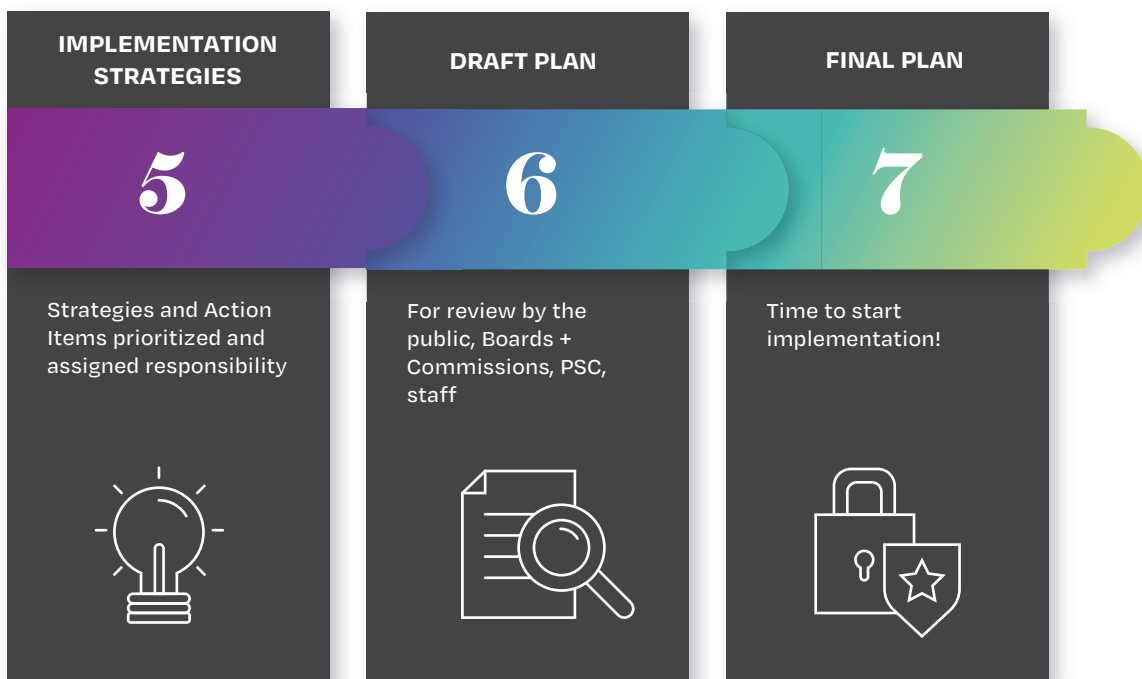 IMPLEMENTATION
STRATEGIES
5
Strategies and Action
Items prioritized and
assigned responsibility
DRAFT PLAN
6
For review by the
public, Boards +
Commissions, PSC,
staff
FINAL PLAN
7
Time to start
implementation!